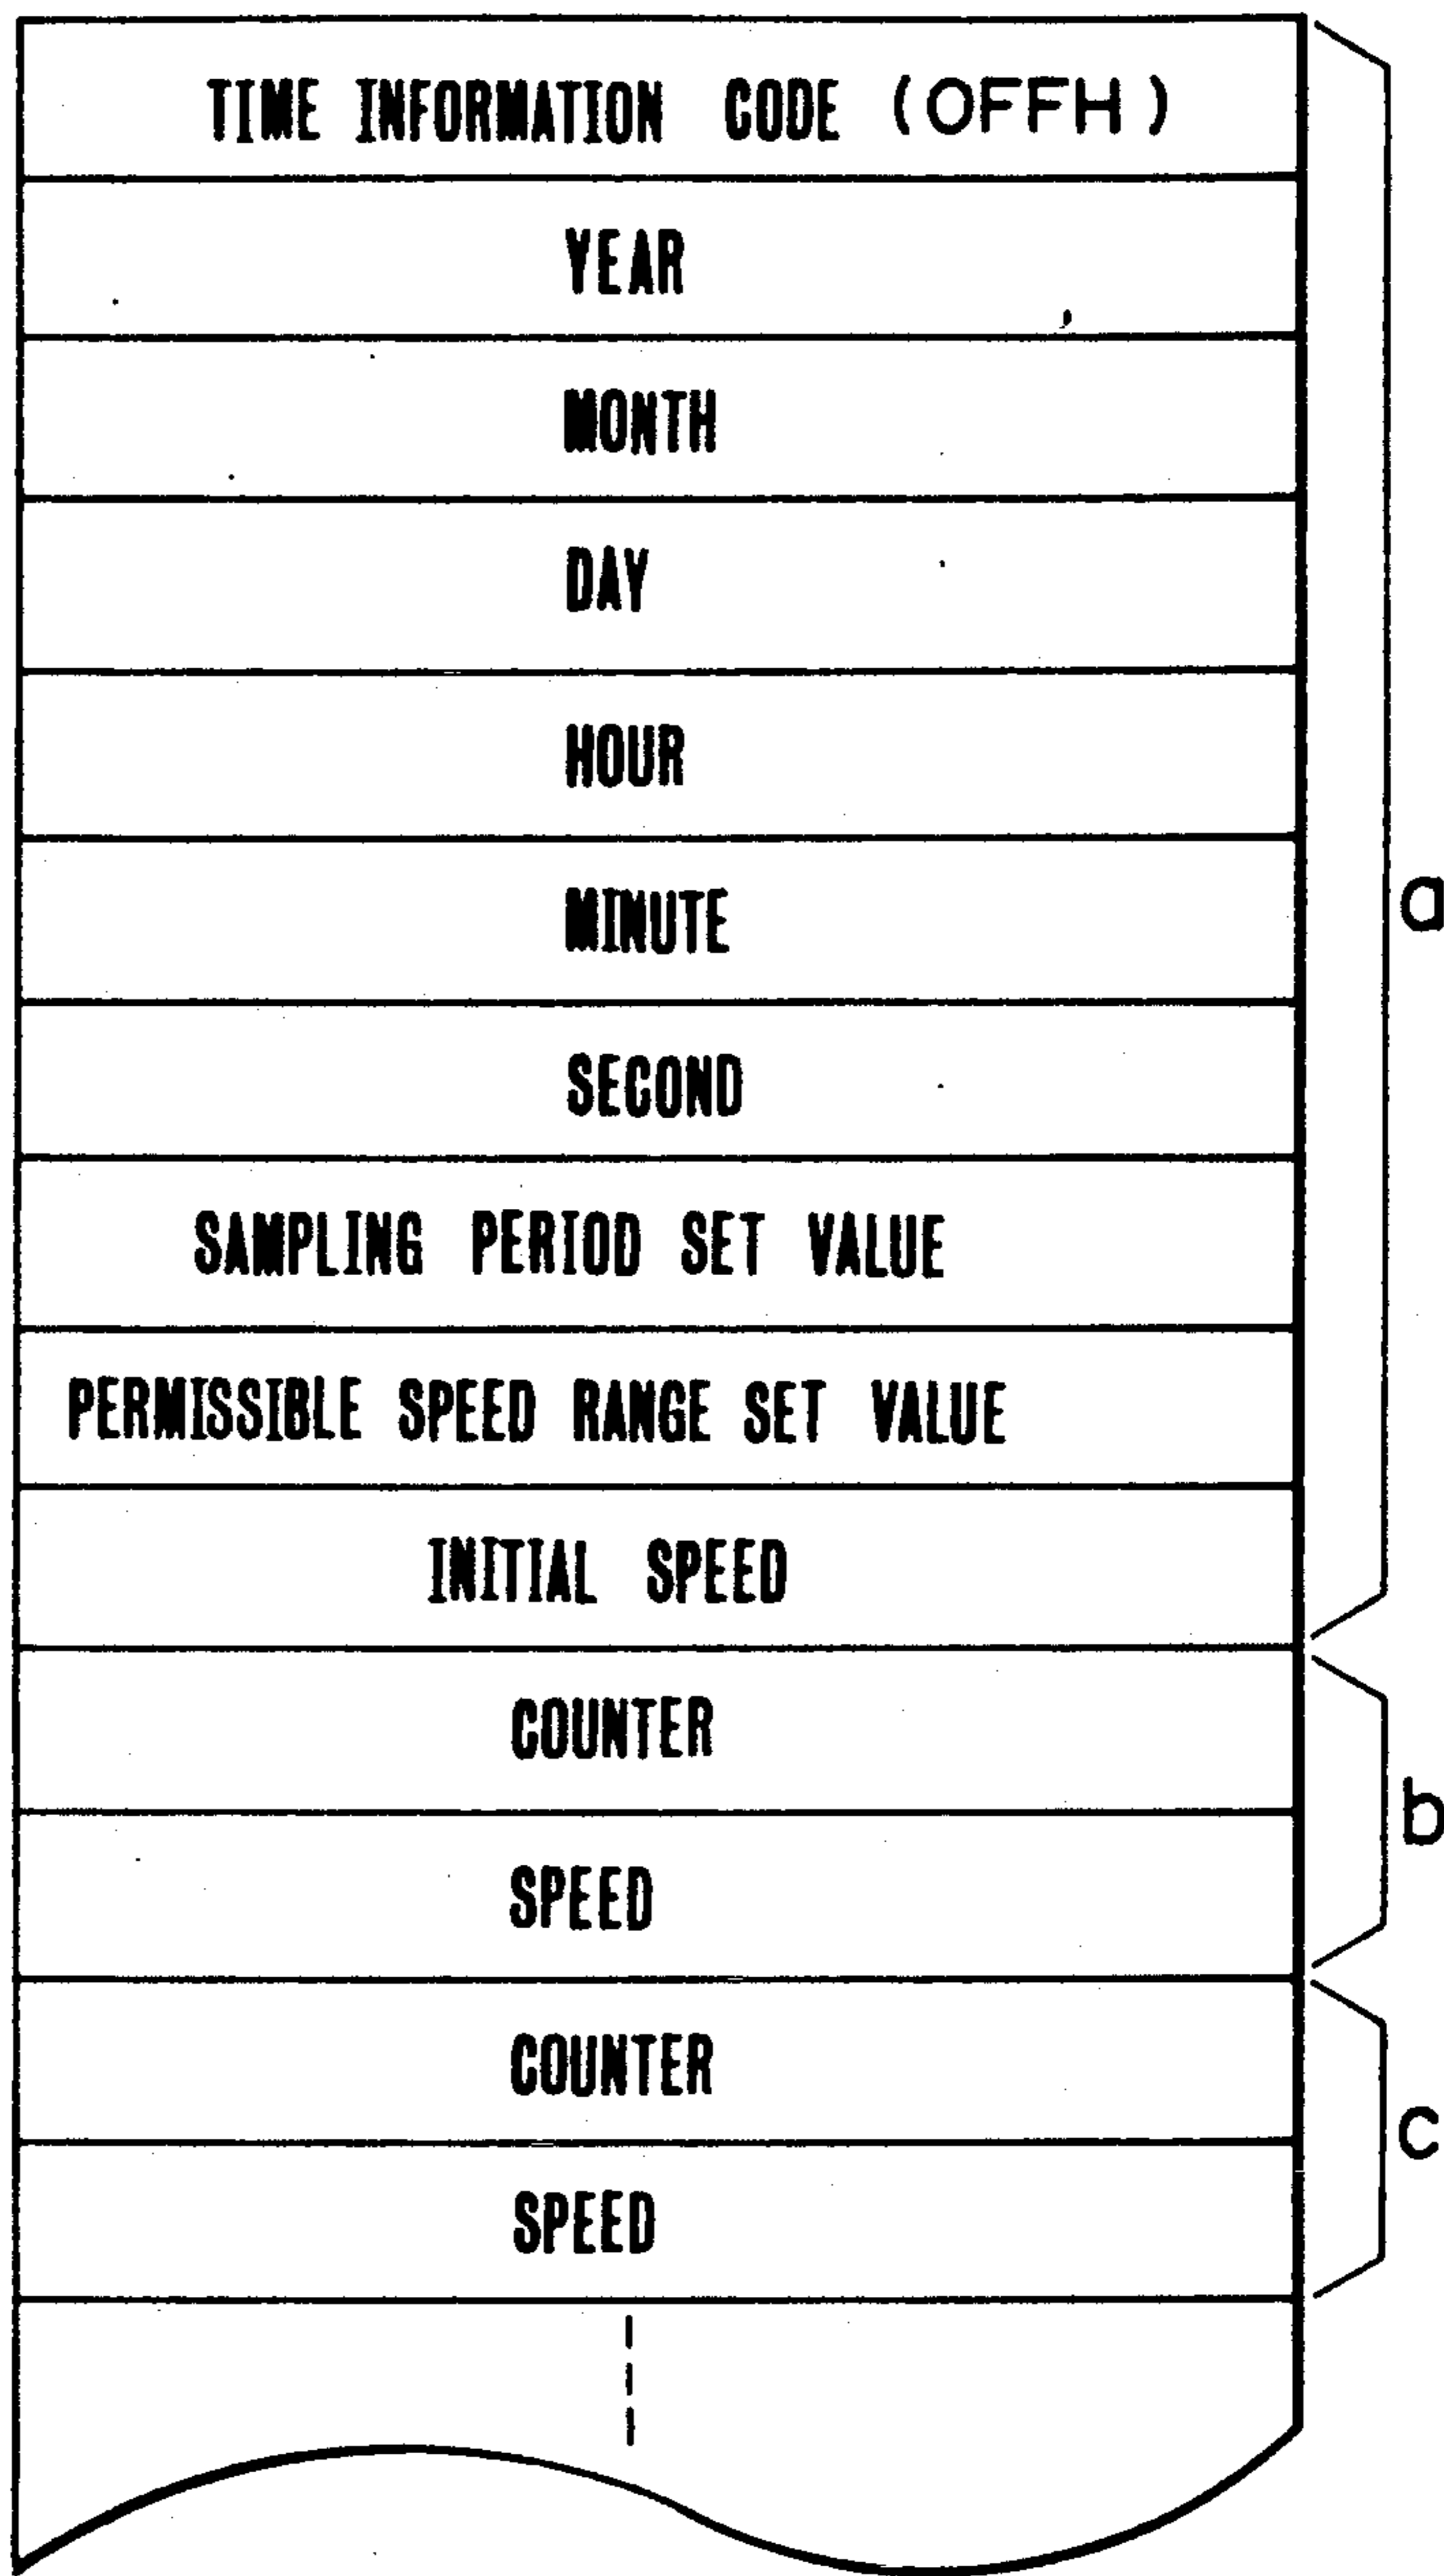 TIME INFORMATION CODE (OFFH)
YEAR
MONTH
DAY
HOUR
MINUTE
SECOND
SAMPLING PERIOD SET VALUE
PERMISSIBLE SPEED RANGE SET VALUE
INITIAL SPEED
a
COUNTER
SPEED
b
COUNTER
SPEED
c